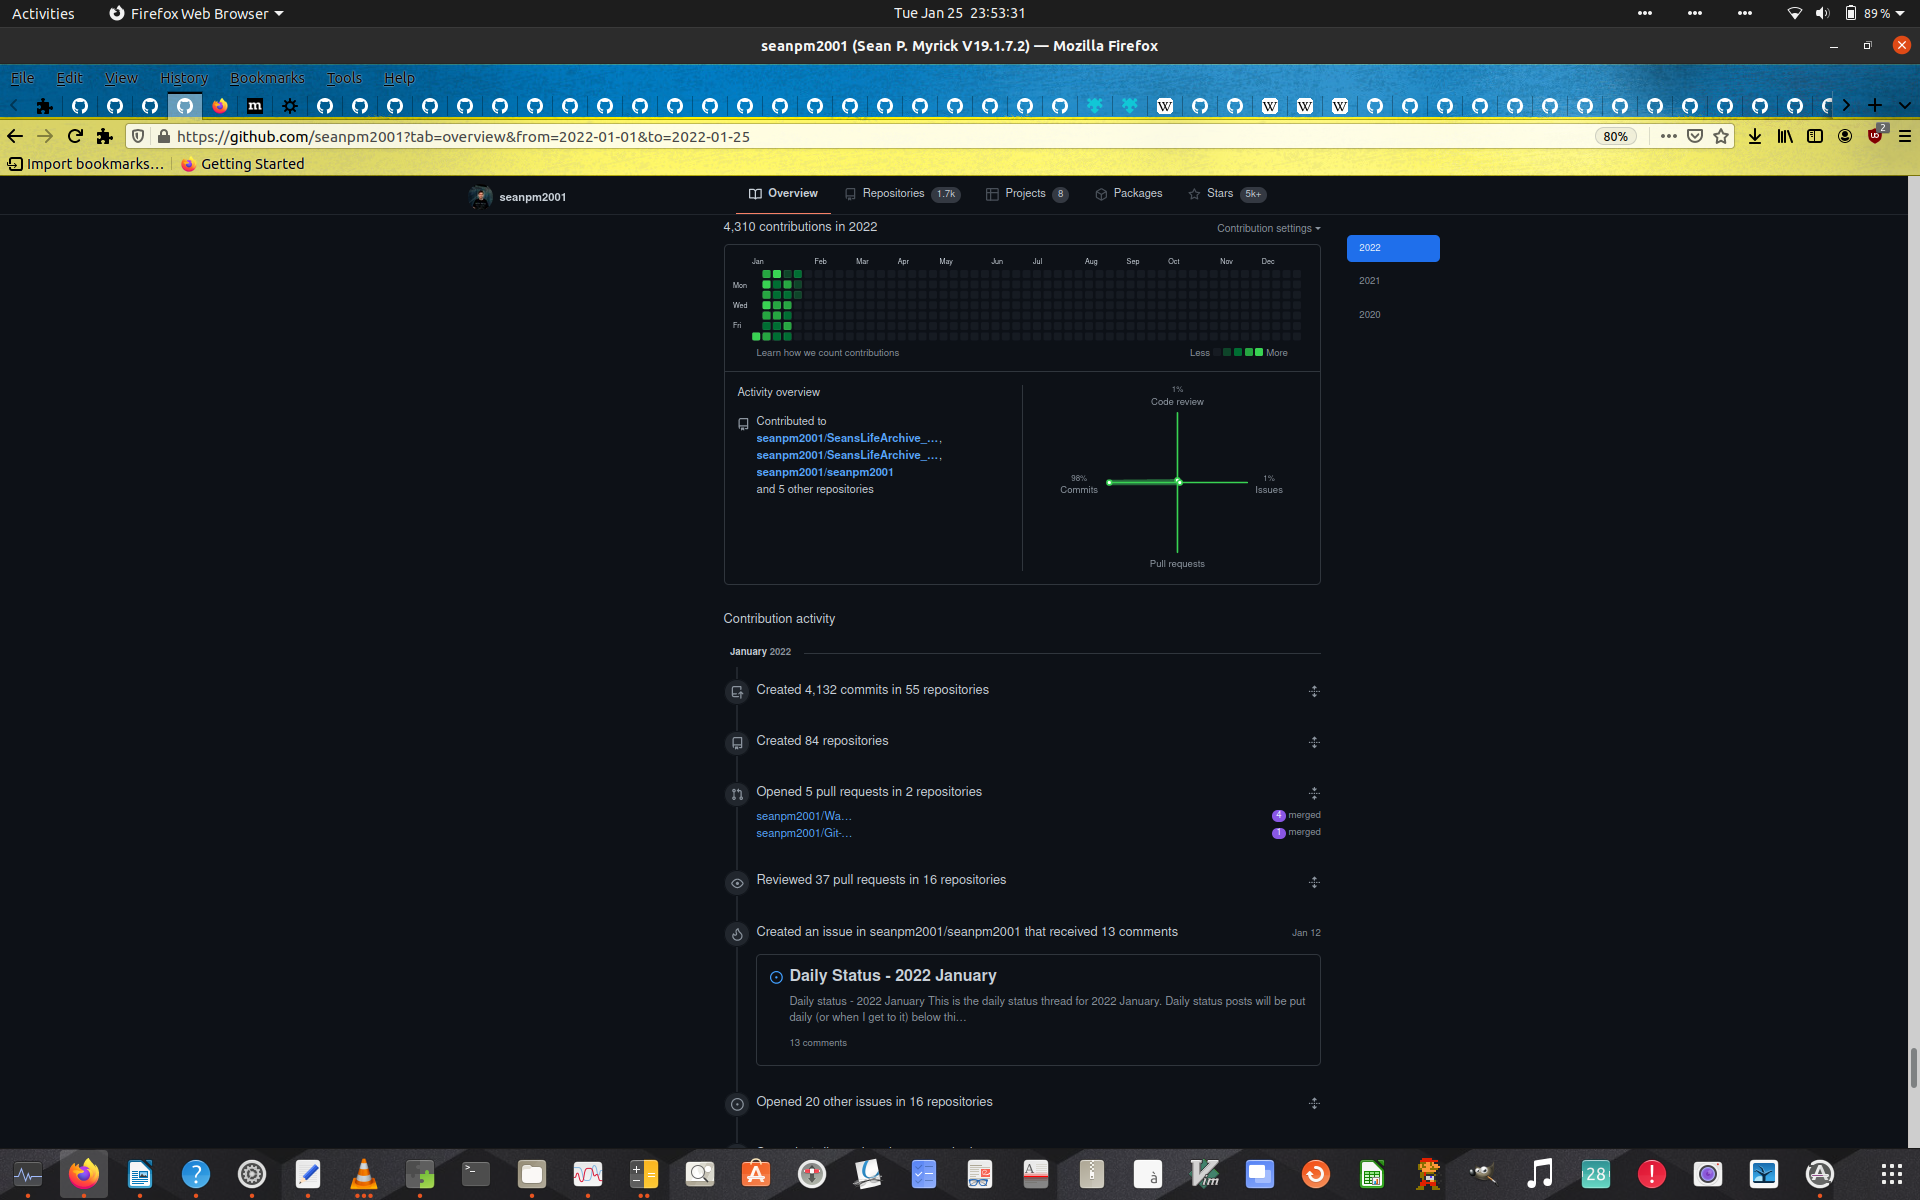 Activities
Firefox Web Browser
Tue Jan 25 23:53:31
89 %
seanpm2001 (Sean P. Myrick V19.1.7.2) — Mozilla Firefox
File Edit View History Bookmarks Tools Help
https://github.com/seanpm2001?tab=overview&from=2022-01-01&to=2022-01-25
80%
2
Import bookmarks…
Getting Started
seanpm2001
Overview
Repositories 1.7k
Projects 8
Packages
Stars 5k+
4,310 contributions in 2022
Contribution settings
2022
2021
2020
Jan Feb Mar Apr May Jun Jul Aug Sep Oct Nov Dec
Mon
Wed
Fri
Learn how we count contributions
Less More
Activity overview
Contributed to
seanpm2001/SeansLifeArchive_…,
seanpm2001/SeansLifeArchive_…,
seanpm2001/seanpm2001
and 5 other repositories
1%
Code review
98%
Commits
1%
Issues
Pull requests
Contribution activity
January 2022
Created 4,132 commits in 55 repositories
Created 84 repositories
Opened 5 pull requests in 2 repositories
seanpm2001/Wa…
4 merged
seanpm2001/Git-…
1 merged
Reviewed 37 pull requests in 16 repositories
Created an issue in seanpm2001/seanpm2001 that received 13 comments
Jan 12
Daily Status - 2022 January
Daily status - 2022 January This is the daily status thread for 2022 January. Daily status posts will be put
daily (or when I get to it) below thi…
13 comments
Opened 20 other issues in 16 repositories
28